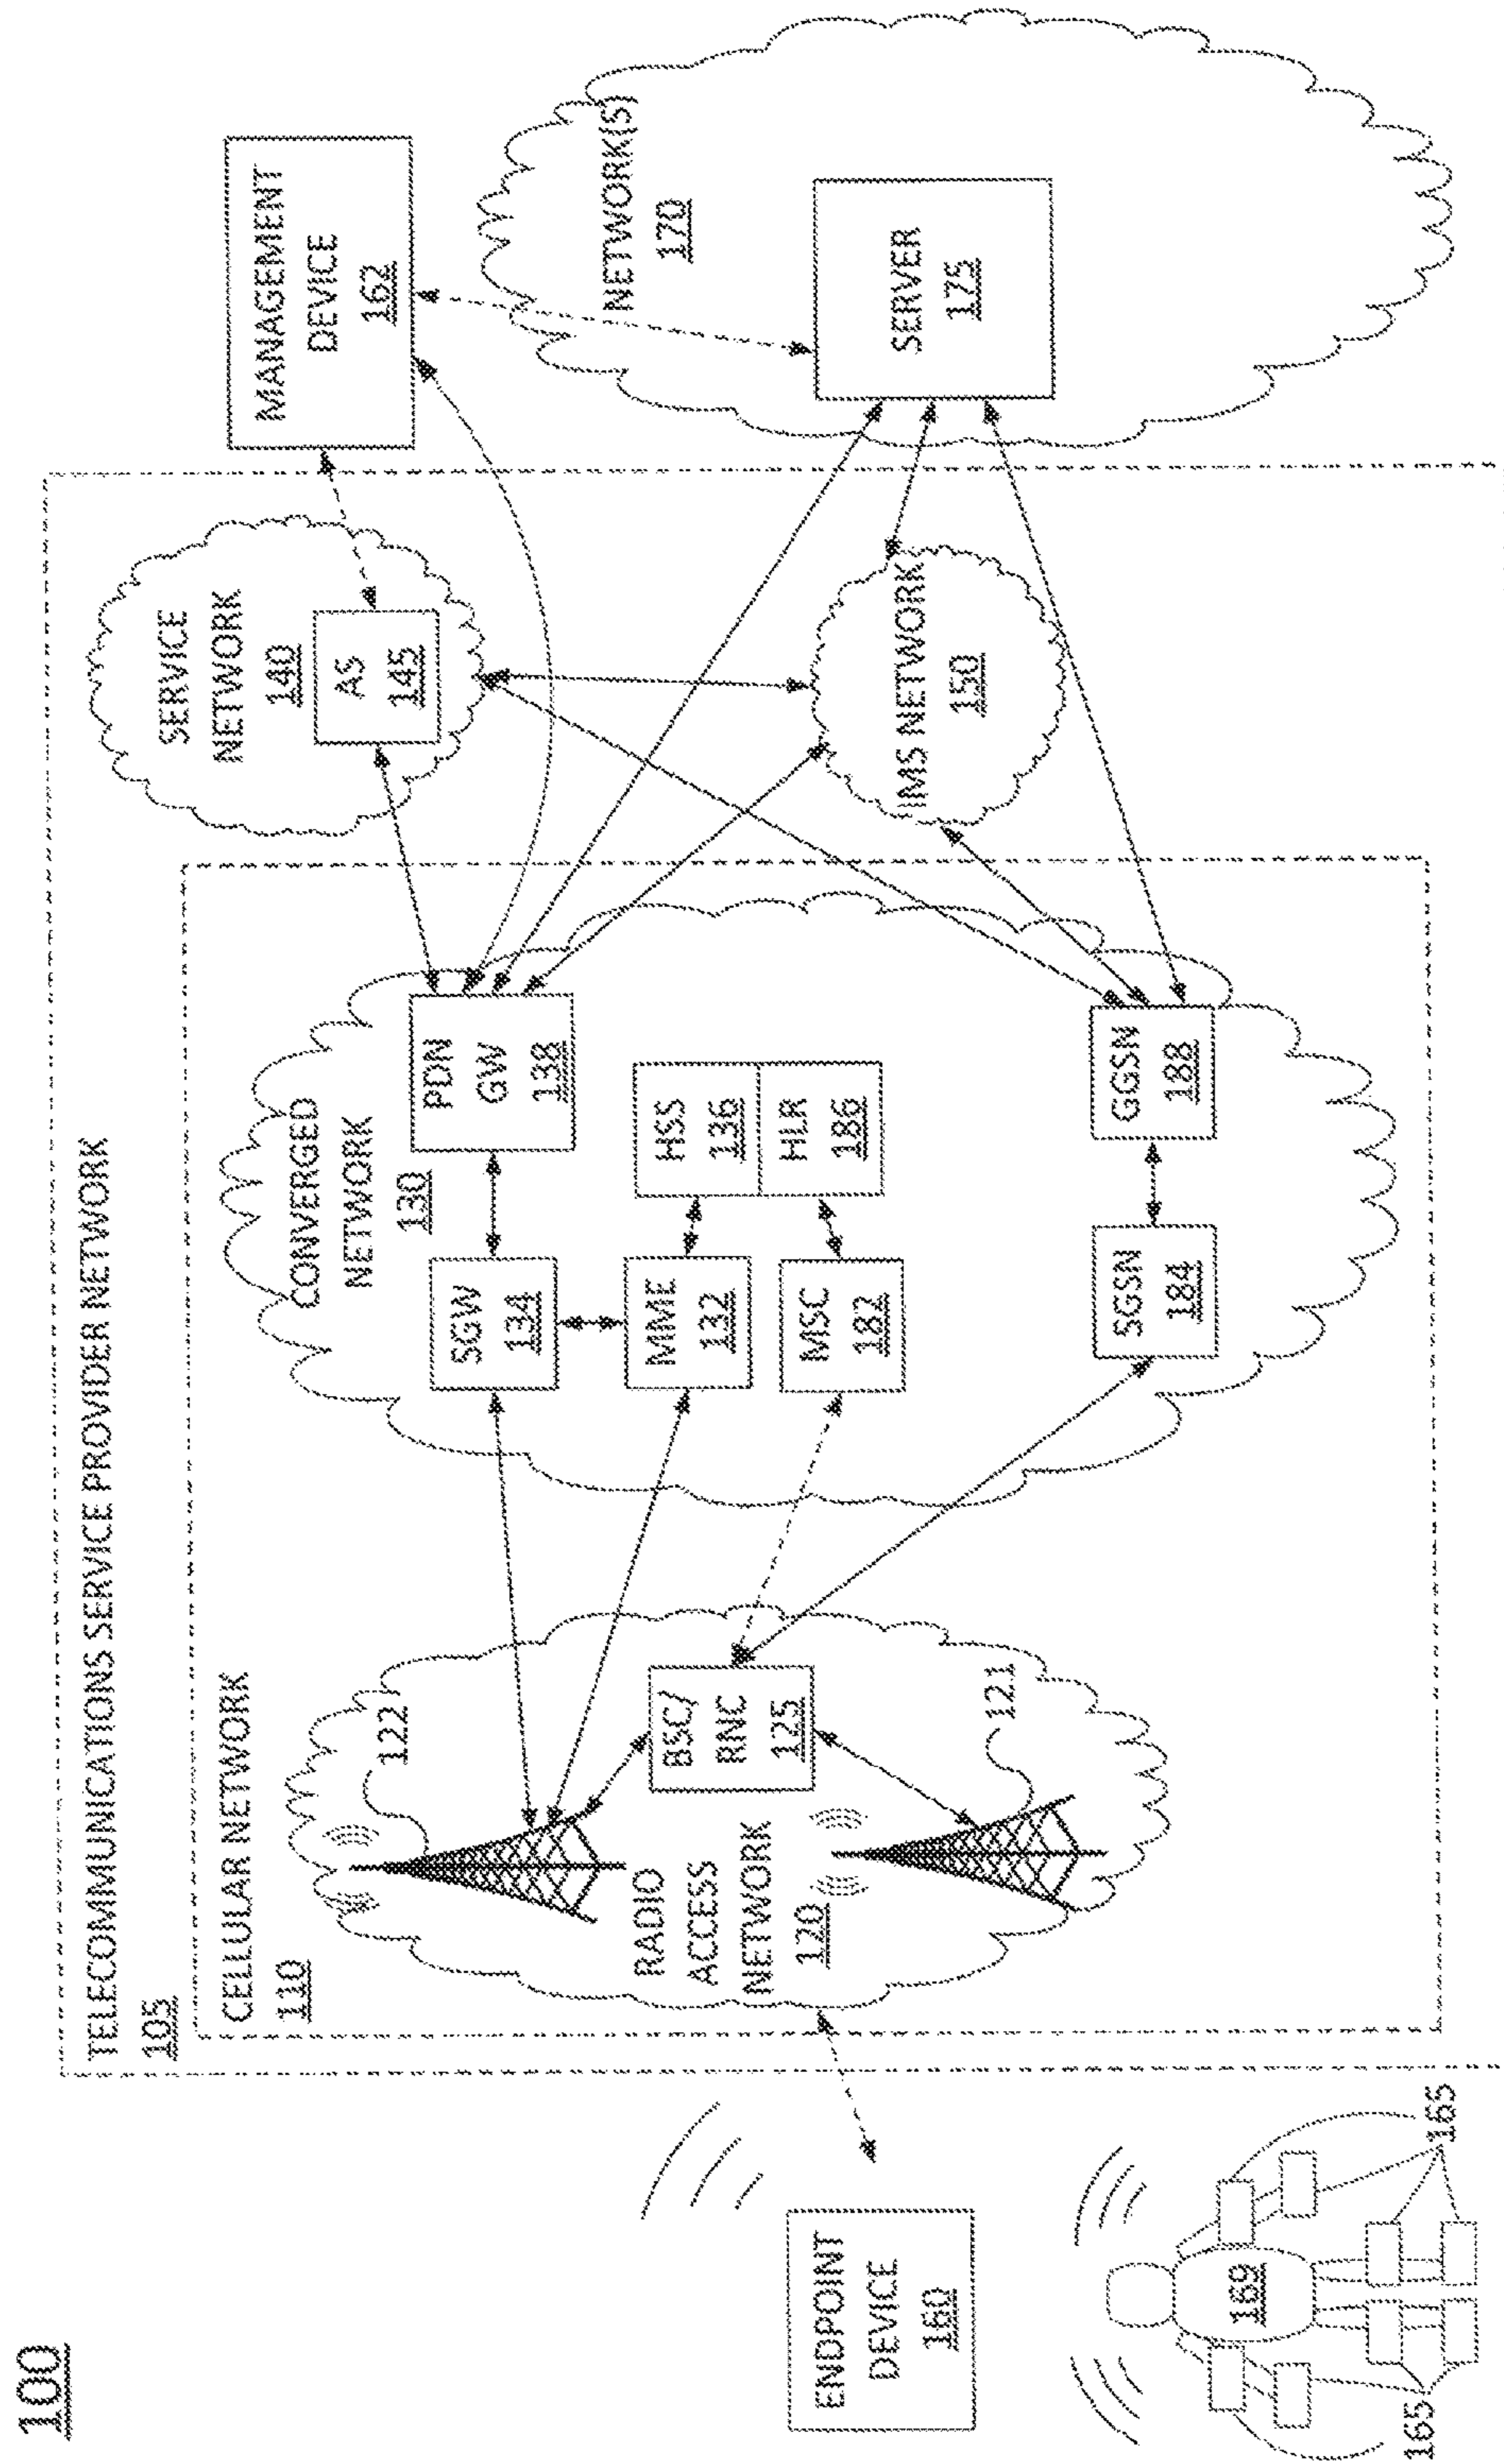 100
TELECOMMUNICATIONS SERVICE PROVIDER NETWORK
105
CELLULAR NETWORK
110
122
RADIO
ACCESS
NETWORK
120
BSC/
RNC
125
121
CONVERGED
NETWORK
130
SGW
134
PDN
GW
138
MME
132
HSS
136
MSC
182
HLR
186
SGSN
184
GGSN
188
SERVICE
NETWORK
140
AS
145
IMS NETWORK
150
MANAGEMENT
DEVICE
162
NETWORK(S)
170
SERVER
175
ENDPOINT
DEVICE
160
169
165
165